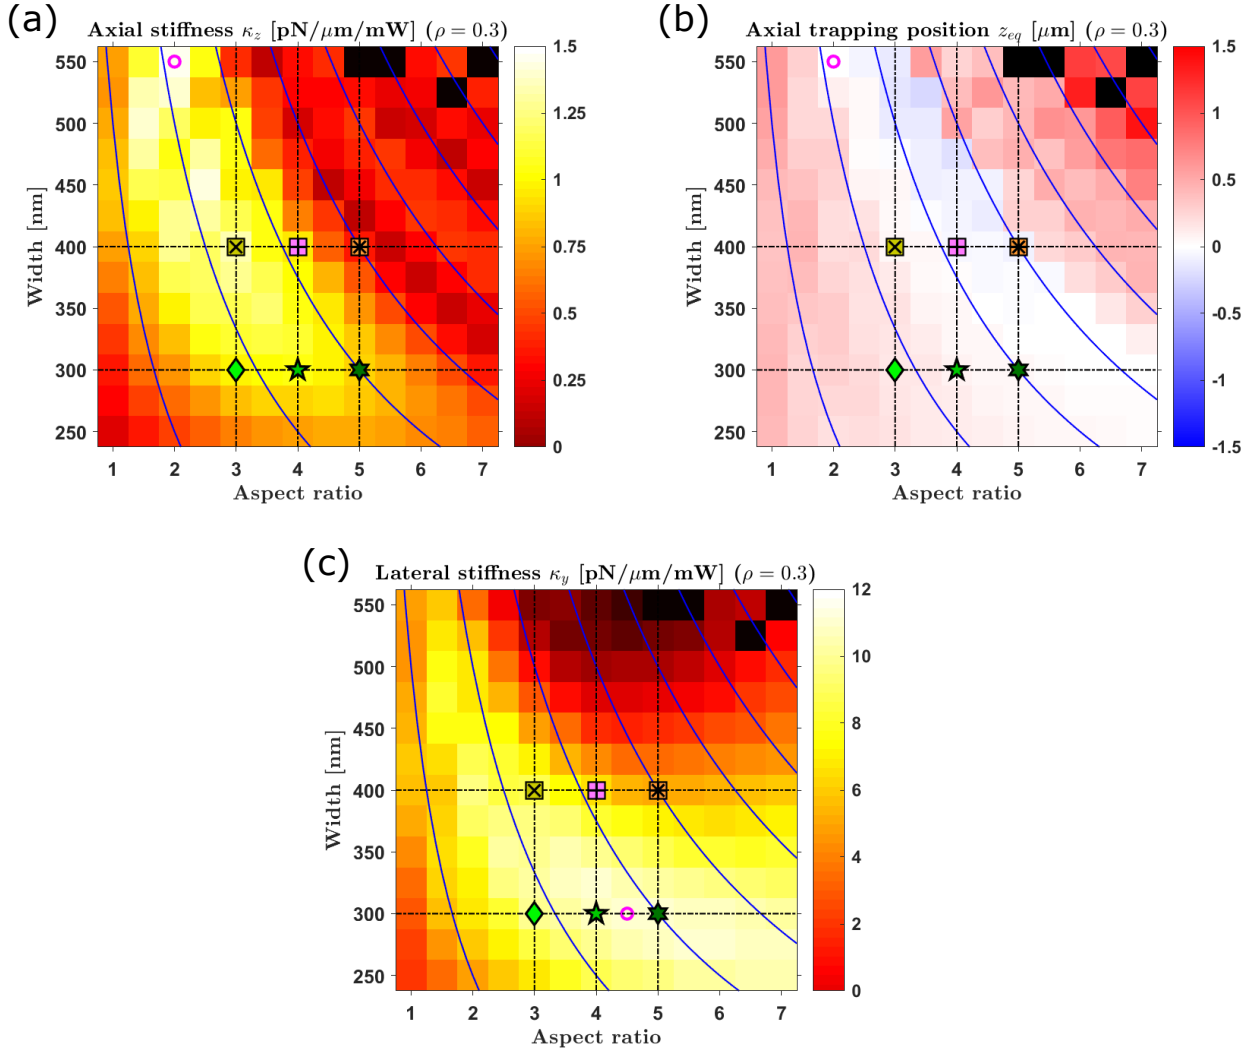 (a)
Axial stiffness κz [pN/μm/mW] (ρ = 0.3)
Width [nm]
550
500
450
400
350
300
250
1 2 3 4 5 6 7
Aspect ratio
1.5
1.25
1
0.75
0.5
0.25
0
(b)
Axial trapping position zeq [μm] (ρ = 0.3)
Width [nm]
550
500
450
400
350
300
250
1 2 3 4 5 6 7
Aspect ratio
1.5
1
0.5
0
-0.5
-1
-1.5
(c)
Lateral stiffness κy [pN/μm/mW] (ρ = 0.3)
Width [nm]
550
500
450
400
350
300
250
1 2 3 4 5 6 7
Aspect ratio
12
10
8
6
4
2
0